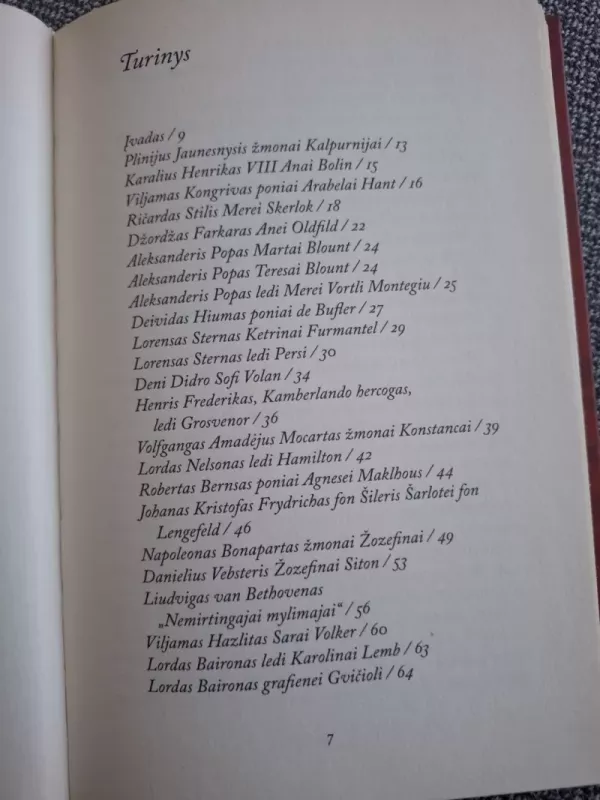 Turinys
Įvadas / 9
Plinijus Jaunesnysis žmonai Kalpurnijai / 13
Karalius Henrikas VIII Anai Bolin / 15
Viljamas Kongrivas poniai Arabelai Hant / 16
Ričardas Stilis Merei Skerlok / 18
Džordžas Farkaras Anei Oldfild / 22
Aleksanderis Popas Martai Blount / 24
Aleksanderis Popas Teresai Blount / 24
Aleksanderis Popas ledi Merei Vortli Montegiu / 25
Deividas Hiumas poniai de Bufler / 27
Lorensas Sternas Ketrinai Furmantel / 29
Lorensas Sternas ledi Persi / 30
Deni Didro Sofi Volan / 34
Henris Frederikas, Kamberlando hercogas,
ledi Grosvenor / 36
Volfgangas Amadėjus Mocartas žmonai Konstancai / 39
Lordas Nelsonas ledi Hamilton / 42
Robertas Bernsas poniai Agnesei Maklhous / 44
Johanas Kristofas Frydrichas fon Šileris Šarlotei fon
Lengefeld / 46
Napoleonas Bonapartas žmonai Žozefinai / 49
Danielius Vebsteris Žozefinai Siton / 53
Liudvigas van Bethovenas
„Nemirtingajai mylimajai“ / 56
Viljamas Hazlitas Sarai Volker / 60
Lordas Baironas ledi Karolinai Lemb / 63
Lordas Baironas grafienei Gvičioli / 64
7